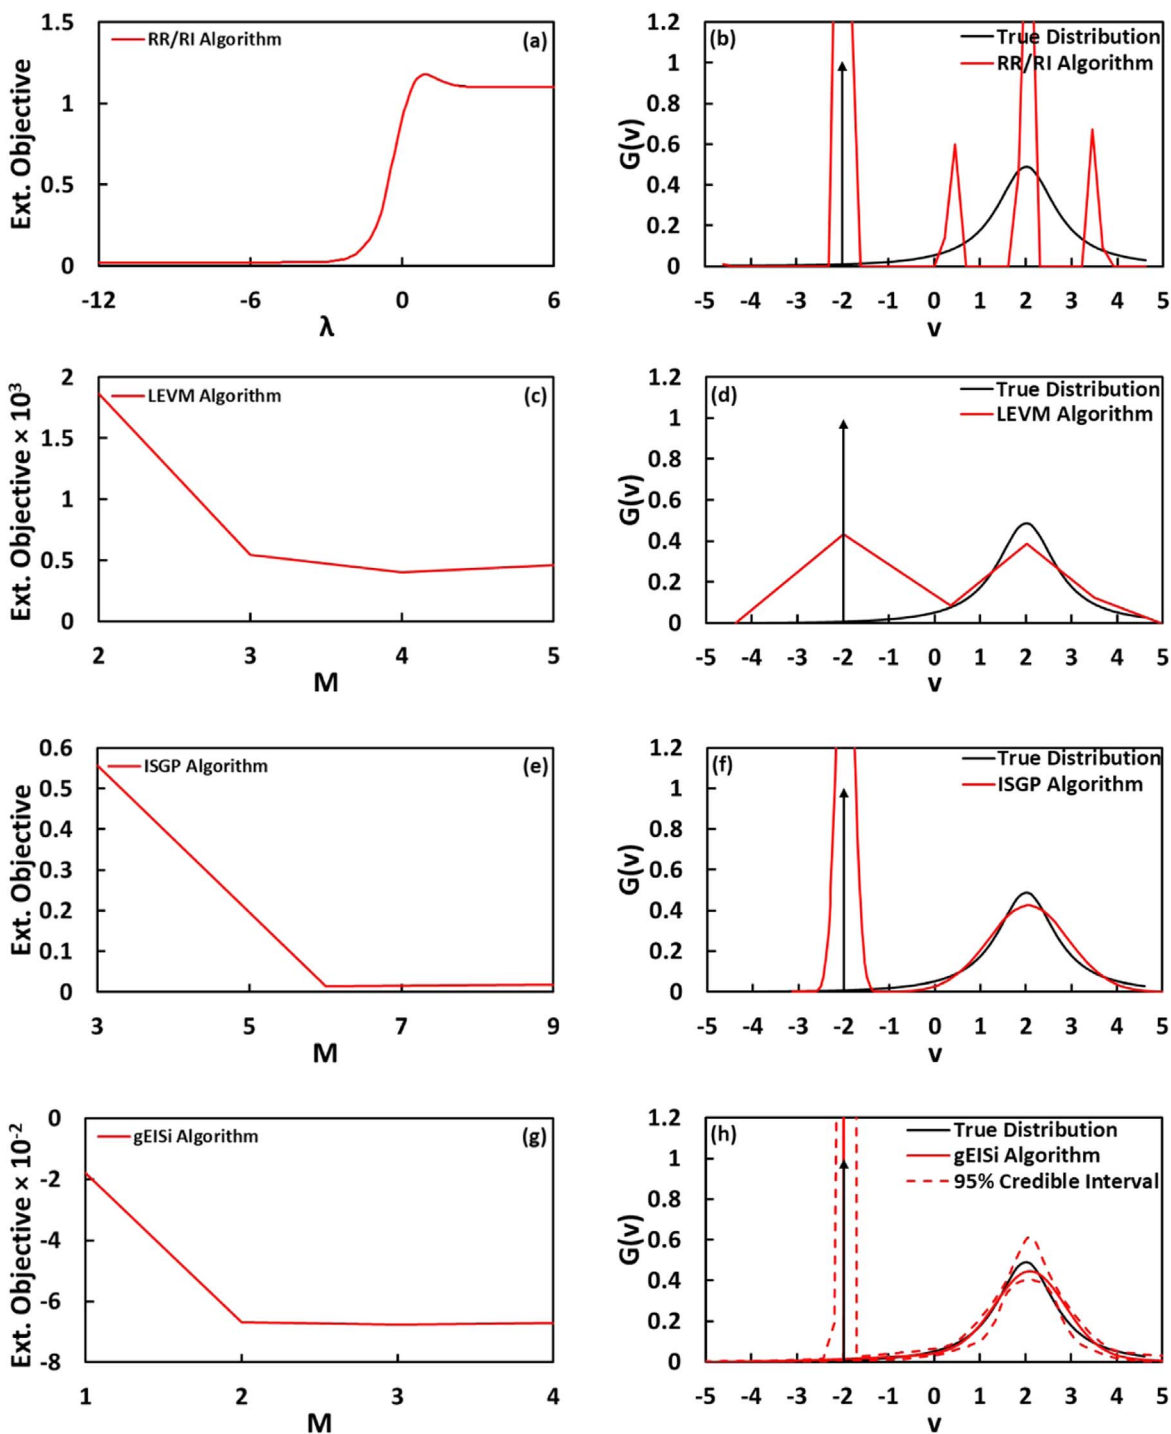 1.5
RR/RI Algorithm
(a)
1
0.5
0
Ext. Objective
-12 -6 0 6
λ
1.2
(b)
True Distribution
RR/RI Algorithm
1
0.8
0.6
0.4
0.2
0
G(v)
-5 -4 -3 -2 -1 0 1 2 3 4 5
v
2
LEVM Algorithm
(c)
1.5
1
0.5
0
Ext. Objective × 10³
2 3 4 5
M
1.2
(d)
True Distribution
LEVM Algorithm
1
0.8
0.6
0.4
0.2
0
G(v)
-5 -4 -3 -2 -1 0 1 2 3 4 5
v
0.6
ISGP Algorithm
(e)
0.5
0.4
0.3
0.2
0.1
0
Ext. Objective
3 5 7 9
M
1.2
(f)
True Distribution
ISGP Algorithm
1
0.8
0.6
0.4
0.2
0
G(v)
-5 -4 -3 -2 -1 0 1 2 3 4 5
v
0
gEISi Algorithm
(g)
-2
-4
-6
-8
Ext. Objective × 10⁻²
1 2 3 4
M
1.2
(h)
True Distribution
gEISi Algorithm
95% Credible Interval
1
0.8
0.6
0.4
0.2
0
G(v)
-5 -4 -3 -2 -1 0 1 2 3 4 5
v